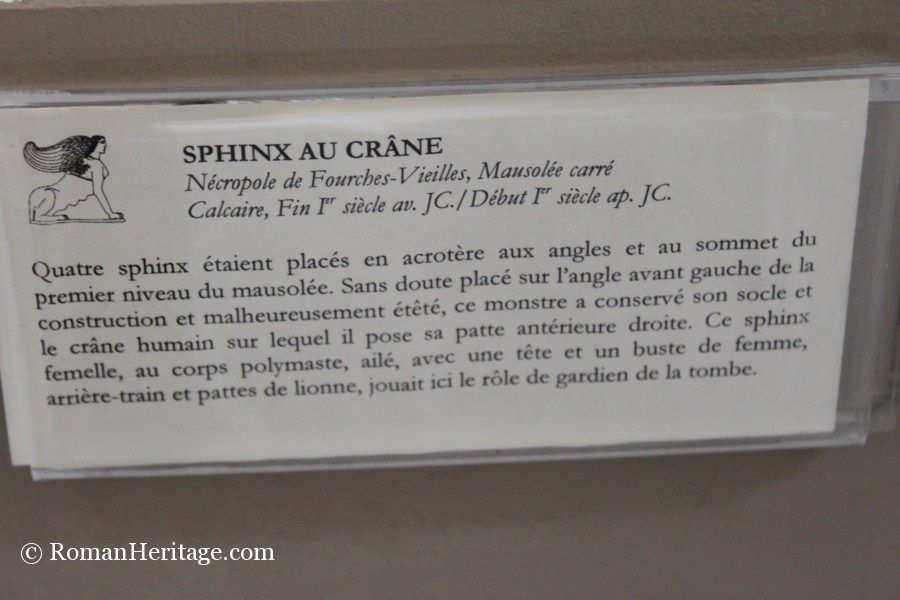 SPHINX AU CRÂNE
Nécropole de Fourches-Vieilles, Mausolée carré
Calcaire, Fin Ier siècle av. JC./Début Ier siècle ap. JC.
Quatre sphinx étaient placés en acrotère aux angles et au sommet du
premier niveau du mausolée. Sans doute placé sur l'angle avant gauche de la
construction et malheureusement étêté, ce monstre a conservé son socle et
le crâne humain sur lequel il pose sa patte antérieure droite. Ce sphinx
femelle, au corps polymaste, ailé, avec une tête et un buste de femme,
arrière-train et pattes de lionne, jouait ici le rôle de gardien de la tombe.
© RomanHeritage.com